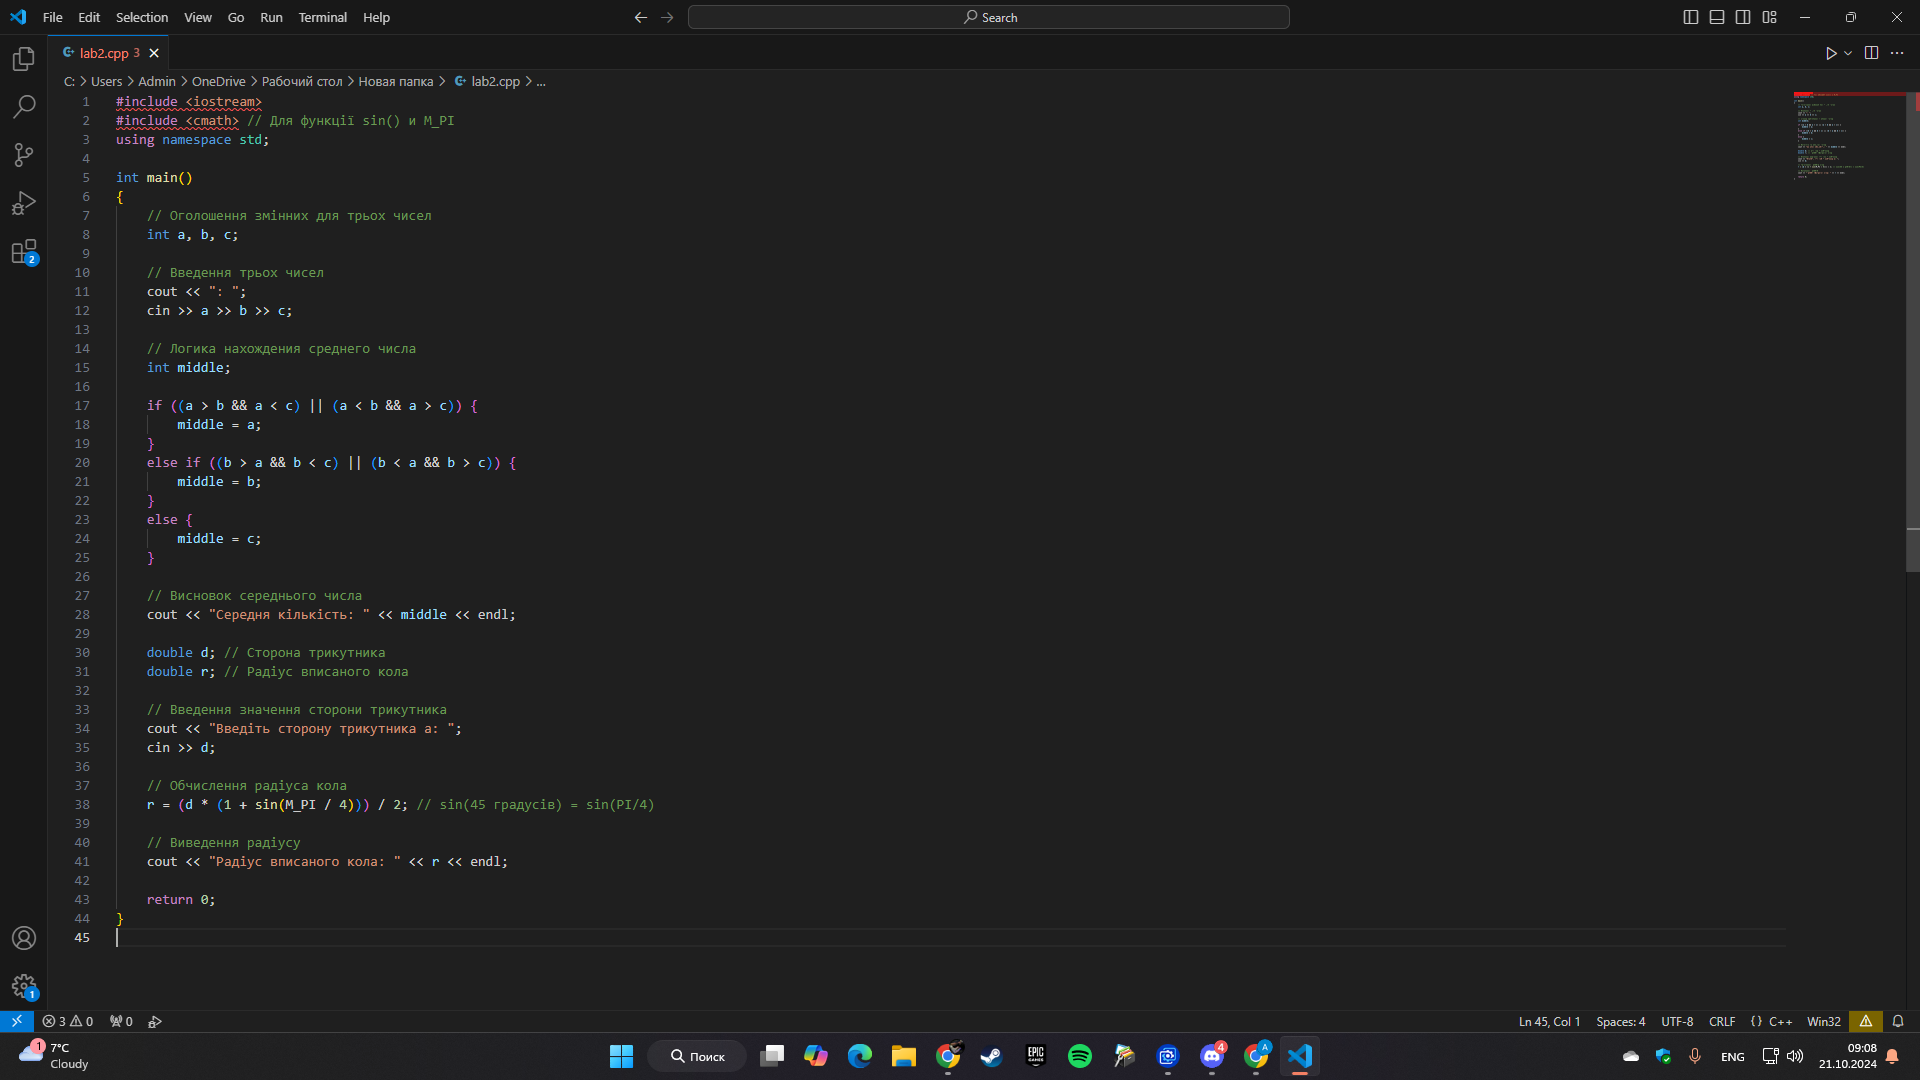 File Edit Selection View Go Run Terminal Help
Search
lab2.cpp 3
C: > Users > Admin > OneDrive > Рабочий стол > Новая папка > lab2.cpp > ...
1 #include <iostream>
2 #include <cmath> // Для функції sin() и M_PI
3 using namespace std;
4
5 int main()
6 {
7 // Оголошення змінних для трьох чисел
8 int a, b, c;
9
10 // Введення трьох чисел
11 cout << ": ";
12 cin >> a >> b >> c;
13
14 // Логика нахождения среднего числа
15 int middle;
16
17 if ((a > b && a < c) || (a < b && a > c)) {
18 middle = a;
19 }
20 else if ((b > a && b < c) || (b < a && b > c)) {
21 middle = b;
22 }
23 else {
24 middle = c;
25 }
26
27 // Висновок середнього числа
28 cout << "Середня кількість: " << middle << endl;
29
30 double d; // Сторона трикутника
31 double r; // Радіус вписаного кола
32
33 // Введення значення сторони трикутника
34 cout << "Введіть сторону трикутника a: ";
35 cin >> d;
36
37 // Обчислення радіуса кола
38 r = (d * (1 + sin(M_PI / 4))) / 2; // sin(45 градусів) = sin(PI/4)
39
40 // Виведення радіусу
41 cout << "Радіус вписаного кола: " << r << endl;
42
43 return 0;
44 }
45
2
1
3 0 0
Ln 45, Col 1 Spaces: 4 UTF-8 CRLF {} C++ Win32
1 7°C
Cloudy
Поиск
EPIC GAMES
4
A
ENG
09:08
21.10.2024